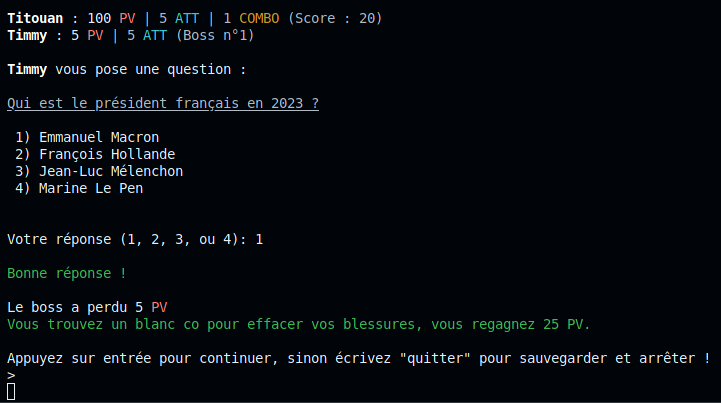 Titouan : 100 PV | 5 ATT | 1 COMBO (Score : 20)
Timmy : 5 PV | 5 ATT (Boss n°1)
Timmy vous pose une question :
Qui est le président français en 2023 ?
1) Emmanuel Macron
2) François Hollande
3) Jean-Luc Mélenchon
4) Marine Le Pen
Votre réponse (1, 2, 3, ou 4): 1
Bonne réponse !
Le boss a perdu 5 PV
Vous trouvez un blanc co pour effacer vos blessures, vous regagnez 25 PV.
Appuyez sur entrée pour continuer, sinon écrivez "quitter" pour sauvegarder et arrêter !
>